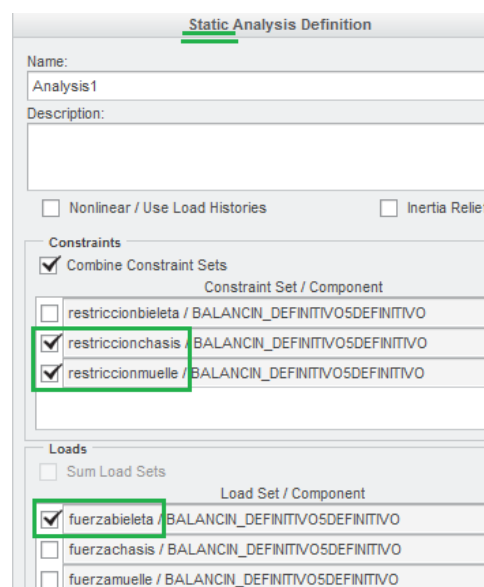 Static Analysis Definition
Name:
Analysis1
Description:
Nonlinear / Use Load Histories Inertia Relie
Constraints
Combine Constraint Sets
Constraint Set / Component
restriccionbieleta / BALANCIN_DEFINITIVO5DEFINITIVO
restriccionchasis / BALANCIN_DEFINITIVO5DEFINITIVO
restriccionmuelle / BALANCIN_DEFINITIVO5DEFINITIVO
Loads
Sum Load Sets
Load Set / Component
fuerzabieleta / BALANCIN_DEFINITIVO5DEFINITIVO
fuerzachasis / BALANCIN_DEFINITIVO5DEFINITIVO
fuerzamuelle / BALANCIN_DEFINITIVO5DEFINITIVO